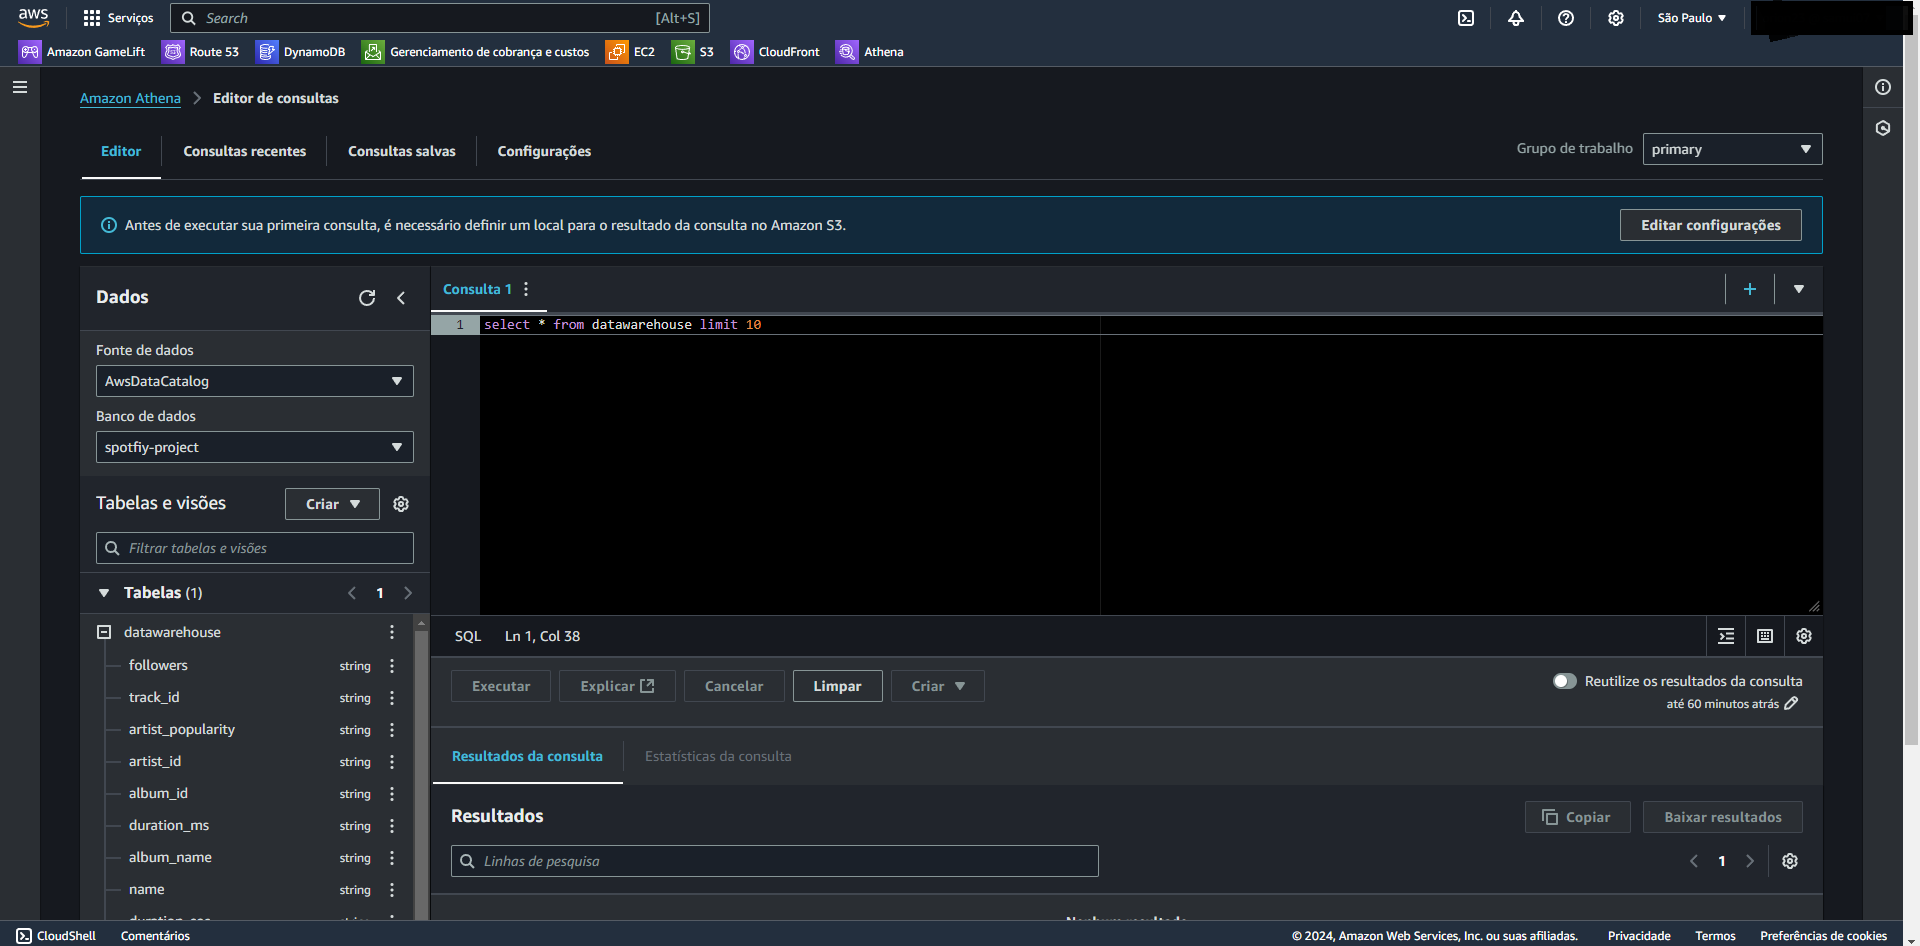 aws
Serviços
Search
[Alt+S]
São Paulo
Amazon GameLift
Route 53
DynamoDB
Gerenciamento de cobrança e custos
EC2
S3
CloudFront
Athena
Amazon Athena
Editor de consultas
Editor
Consultas recentes
Consultas salvas
Configurações
Grupo de trabalho
primary
Antes de executar sua primeira consulta, é necessário definir um local para o resultado da consulta no Amazon S3.
Editar configurações
Dados
Fonte de dados
AwsDataCatalog
Banco de dados
spotfiy-project
Tabelas e visões
Criar
Filtrar tabelas e visões
Tabelas (1)
1
datawarehouse
followers string
track_id string
artist_popularity string
artist_id string
album_id string
duration_ms string
album_name string
name string
Consulta 1
1 select * from datawarehouse limit 10
SQL
Ln 1, Col 38
Executar
Explicar
Cancelar
Limpar
Criar
Reutilize os resultados da consulta
até 60 minutos atrás
Resultados da consulta
Estatísticas da consulta
Resultados
Copiar
Baixar resultados
Linhas de pesquisa
1
CloudShell
Comentários
© 2024, Amazon Web Services, Inc. ou suas afiliadas.
Privacidade
Termos
Preferências de cookies